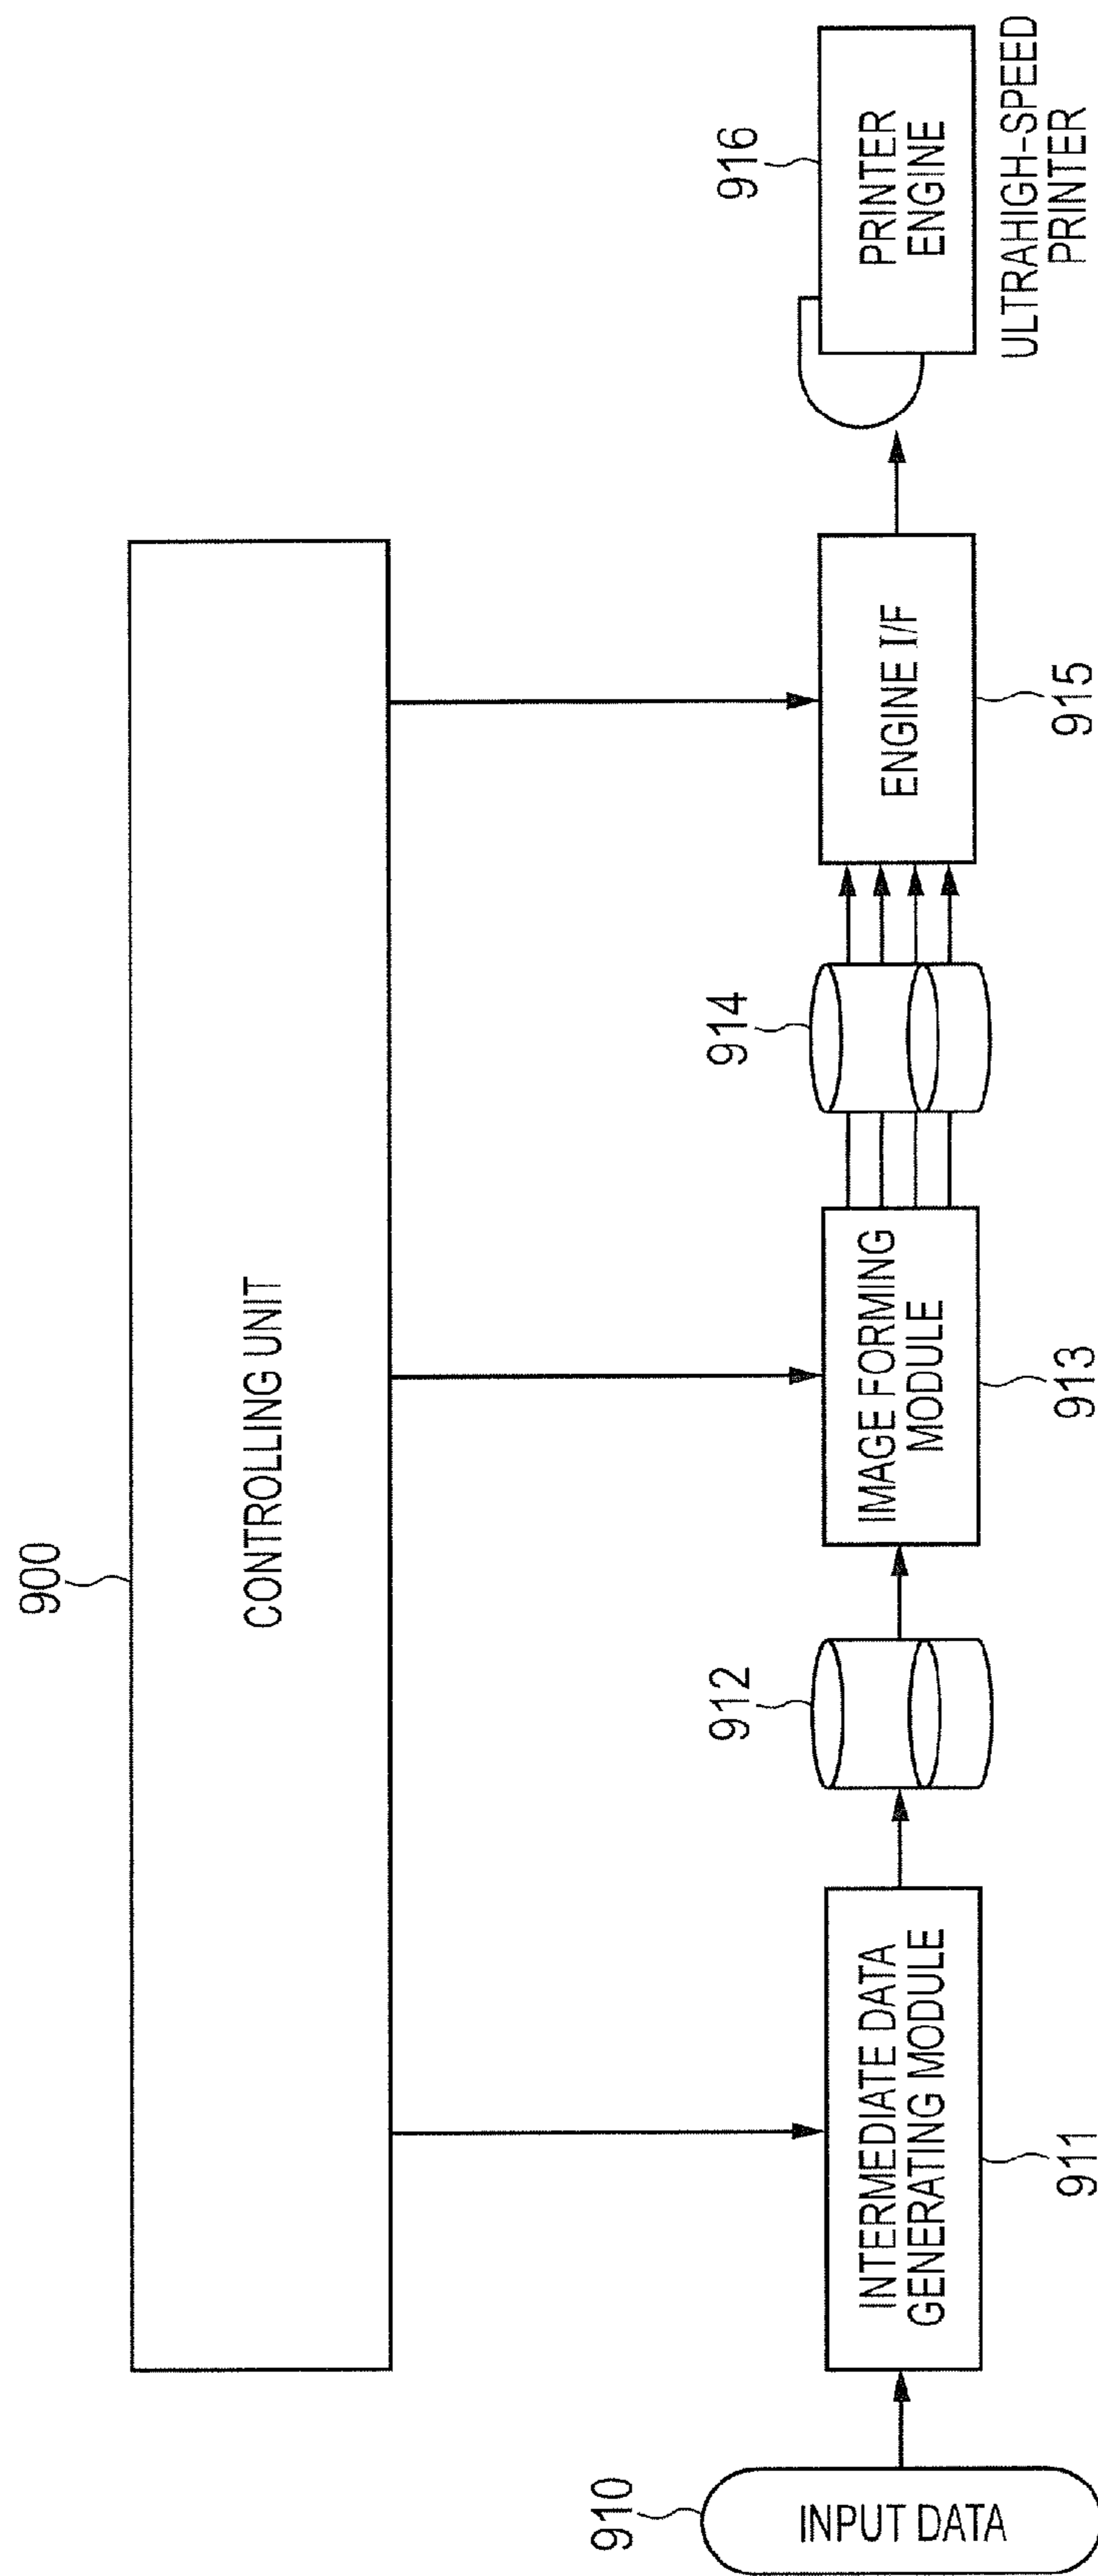 900
CONTROLLING UNIT
910
INPUT DATA
INTERMEDIATE DATA
GENERATING MODULE
911
912
IMAGE FORMING
MODULE
913
914
ENGINE I/F
915
916
PRINTER
ENGINE
ULTRAHIGH-SPEED
PRINTER